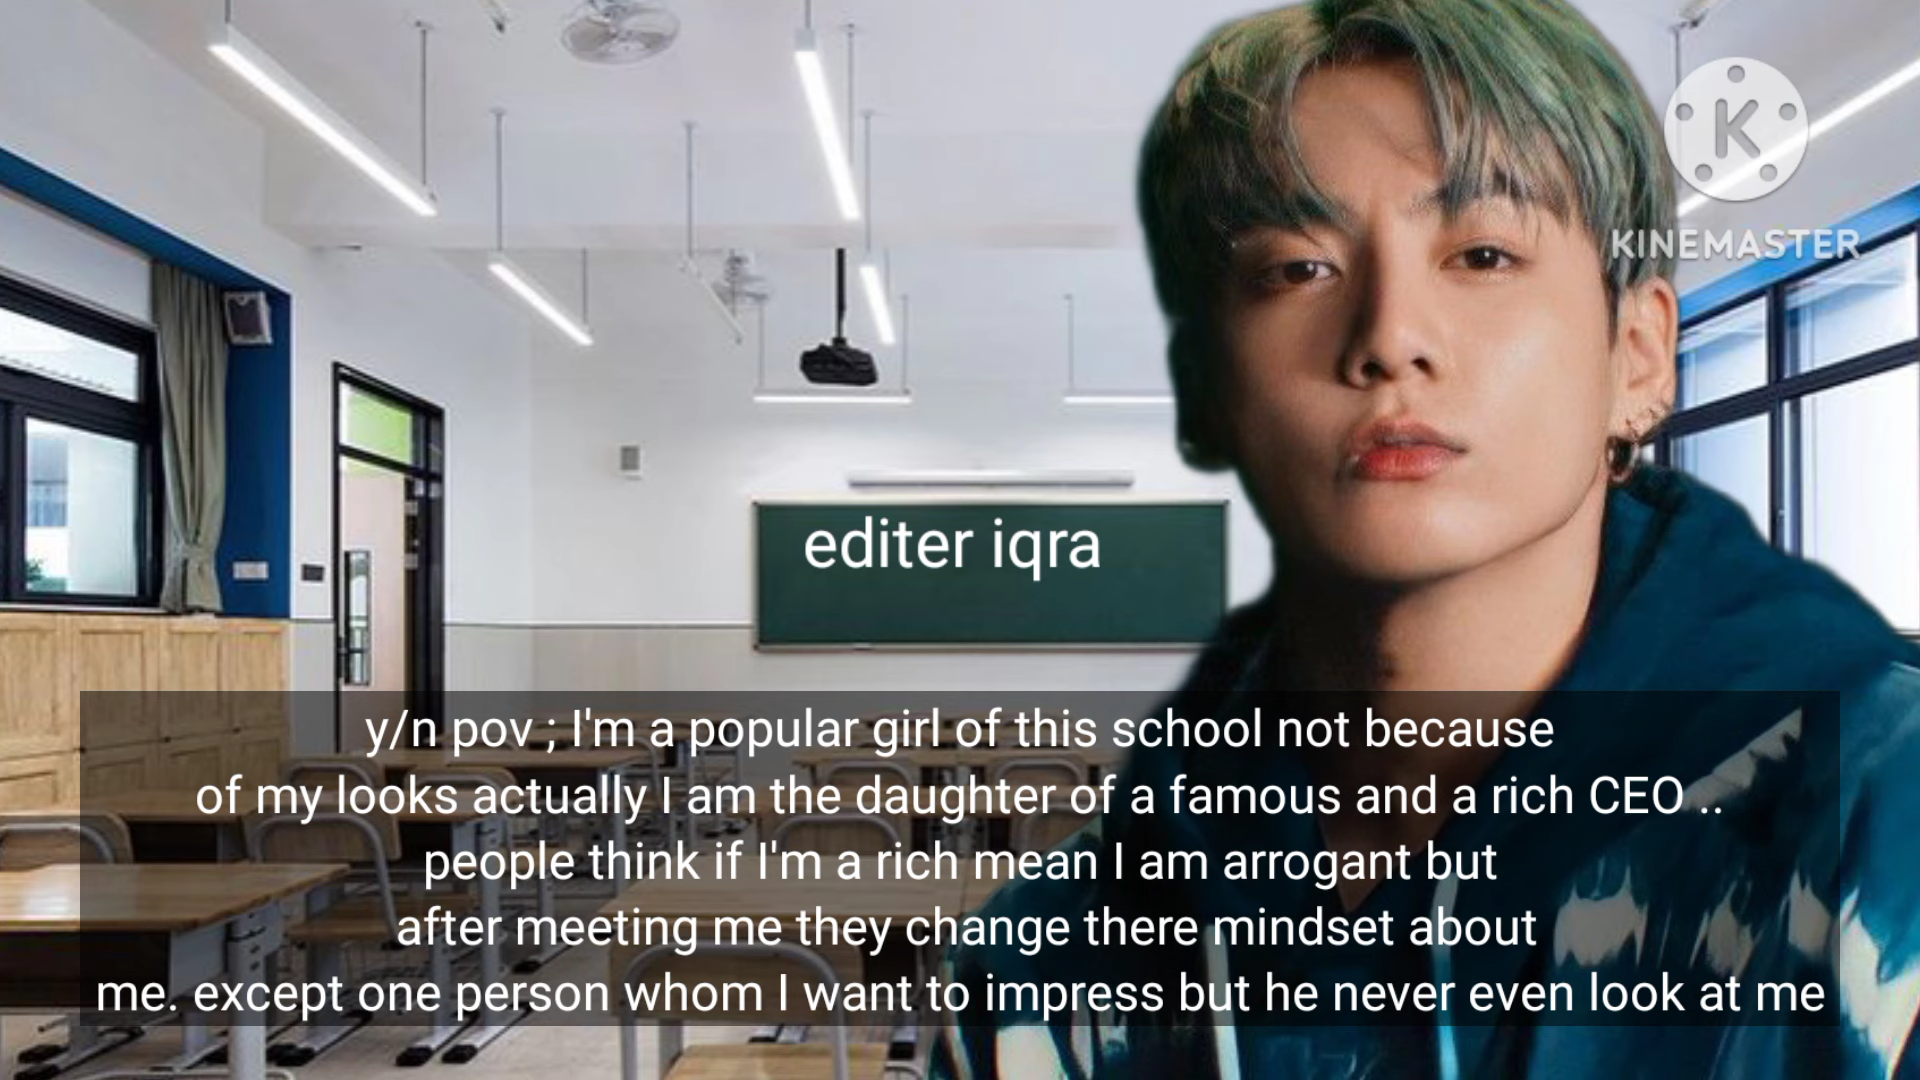 K
KINEMASTER
editer iqra
y/n pov ; I'm a popular girl of this school not because
of my looks actually I am the daughter of a famous and a rich CEO ..
people think if I'm a rich mean I am arrogant but
after meeting me they change there mindset about
me. except one person whom I want to impress but he never even look at me